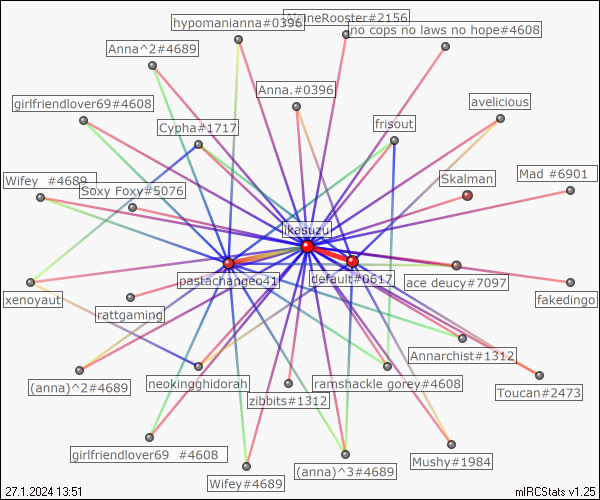 hypomanianna#0396
AlpineRooster#2156
no cops no laws no hope#4608
Anna^2#4689
Anna.#0396
girlfriendlover69#4608
avelicious
Cypha#1717
frisout
Wifey #4689
Soxy Foxy#5076
Skalman
Mad #6901
ikasuzu
pastachangeo41
default#0617
ace deucy#7097
xenoyaut
rattgaming
fakedingo
Annarchist#1312
(anna)^2#4689
neokingghidorah
ramshackle gorey#4608
Toucan#2473
zibbits#1312
girlfriendlover69 #4608
Mushy#1984
(anna)^3#4689
Wifey#4689
27.1.2024 13:51
mIRCStats v1.25